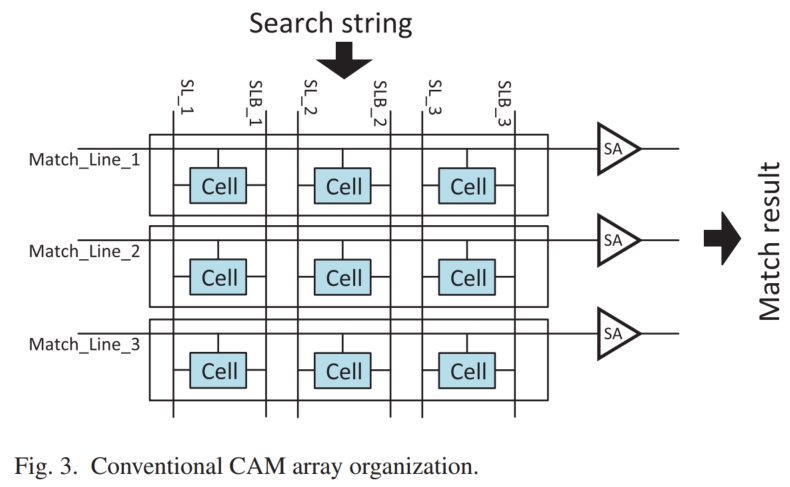 Search string
SL_1
SLB_1
SL_2
SLB_2
SL_3
SLB_3
Match_Line_1
Cell
Cell
Cell
SA
Match_Line_2
Cell
Cell
Cell
SA
Match result
Match_Line_3
Cell
Cell
Cell
SA
Fig. 3. Conventional CAM array organization.